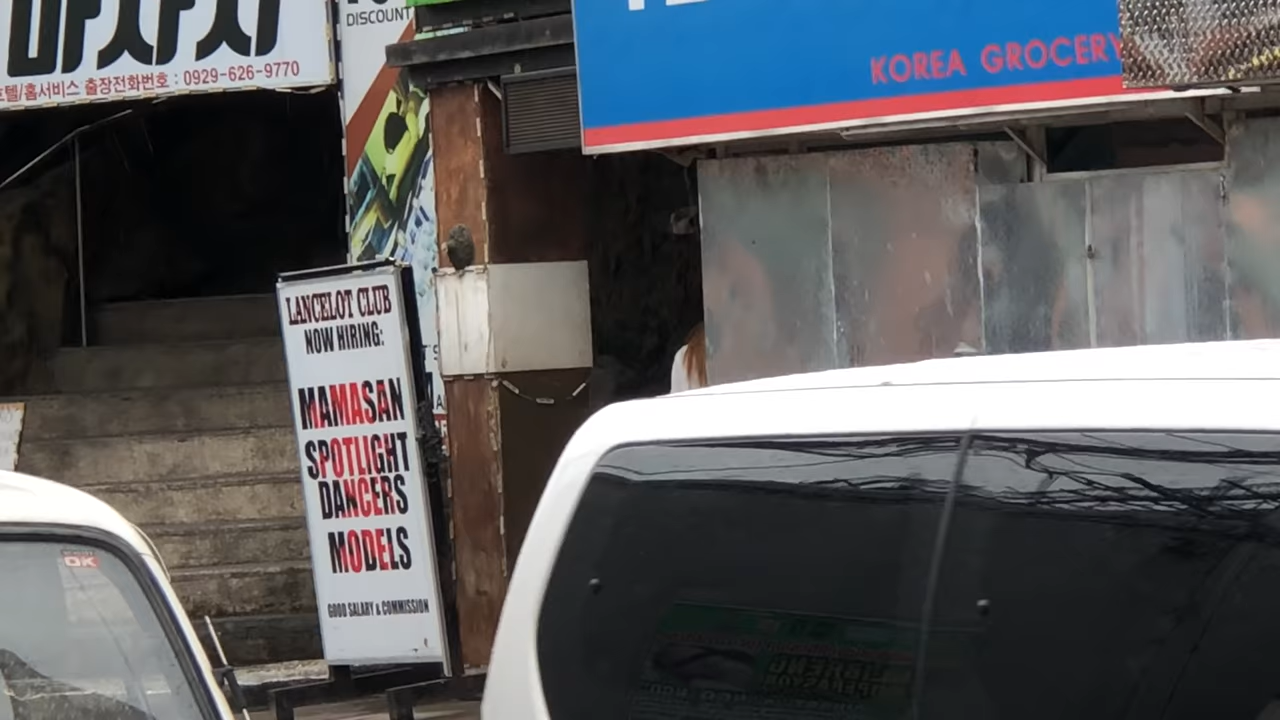 마사지
호텔/홈서비스 출장전화번호 : 0929-626-9770
DISCOUNT
KOREA GROCERY
LANCELOT CLUB
NOW HIRING:
MAMASAN
SPOTLIGHT
DANCERS
MODELS
GOOD SALARY & COMMISSION
OK